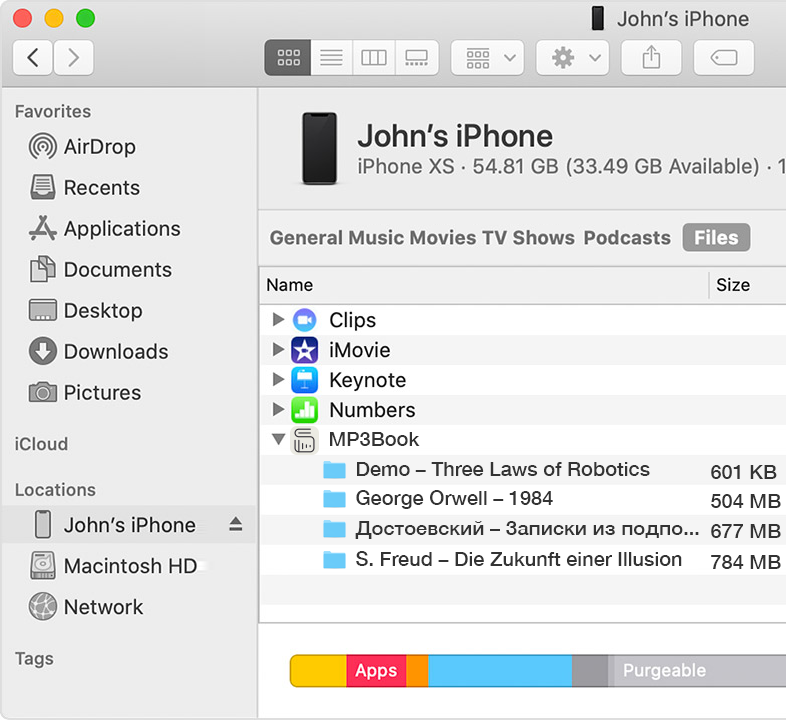 John's iPhone
Favorites
AirDrop
Recents
Applications
Documents
Desktop
Downloads
Pictures
iCloud
Locations
John's iPhone
Macintosh HD
Network
Tags
John's iPhone
iPhone XS · 54.81 GB (33.49 GB Available) · 1
General Music Movies TV Shows Podcasts Files
Name Size
Clips
iMovie
Keynote
Numbers
MP3Book
Demo – Three Laws of Robotics 601 KB
George Orwell – 1984 504 MB
Достоевский – Записки из подпо... 677 MB
S. Freud – Die Zukunft einer Illusion 784 MB
Apps Purgeable